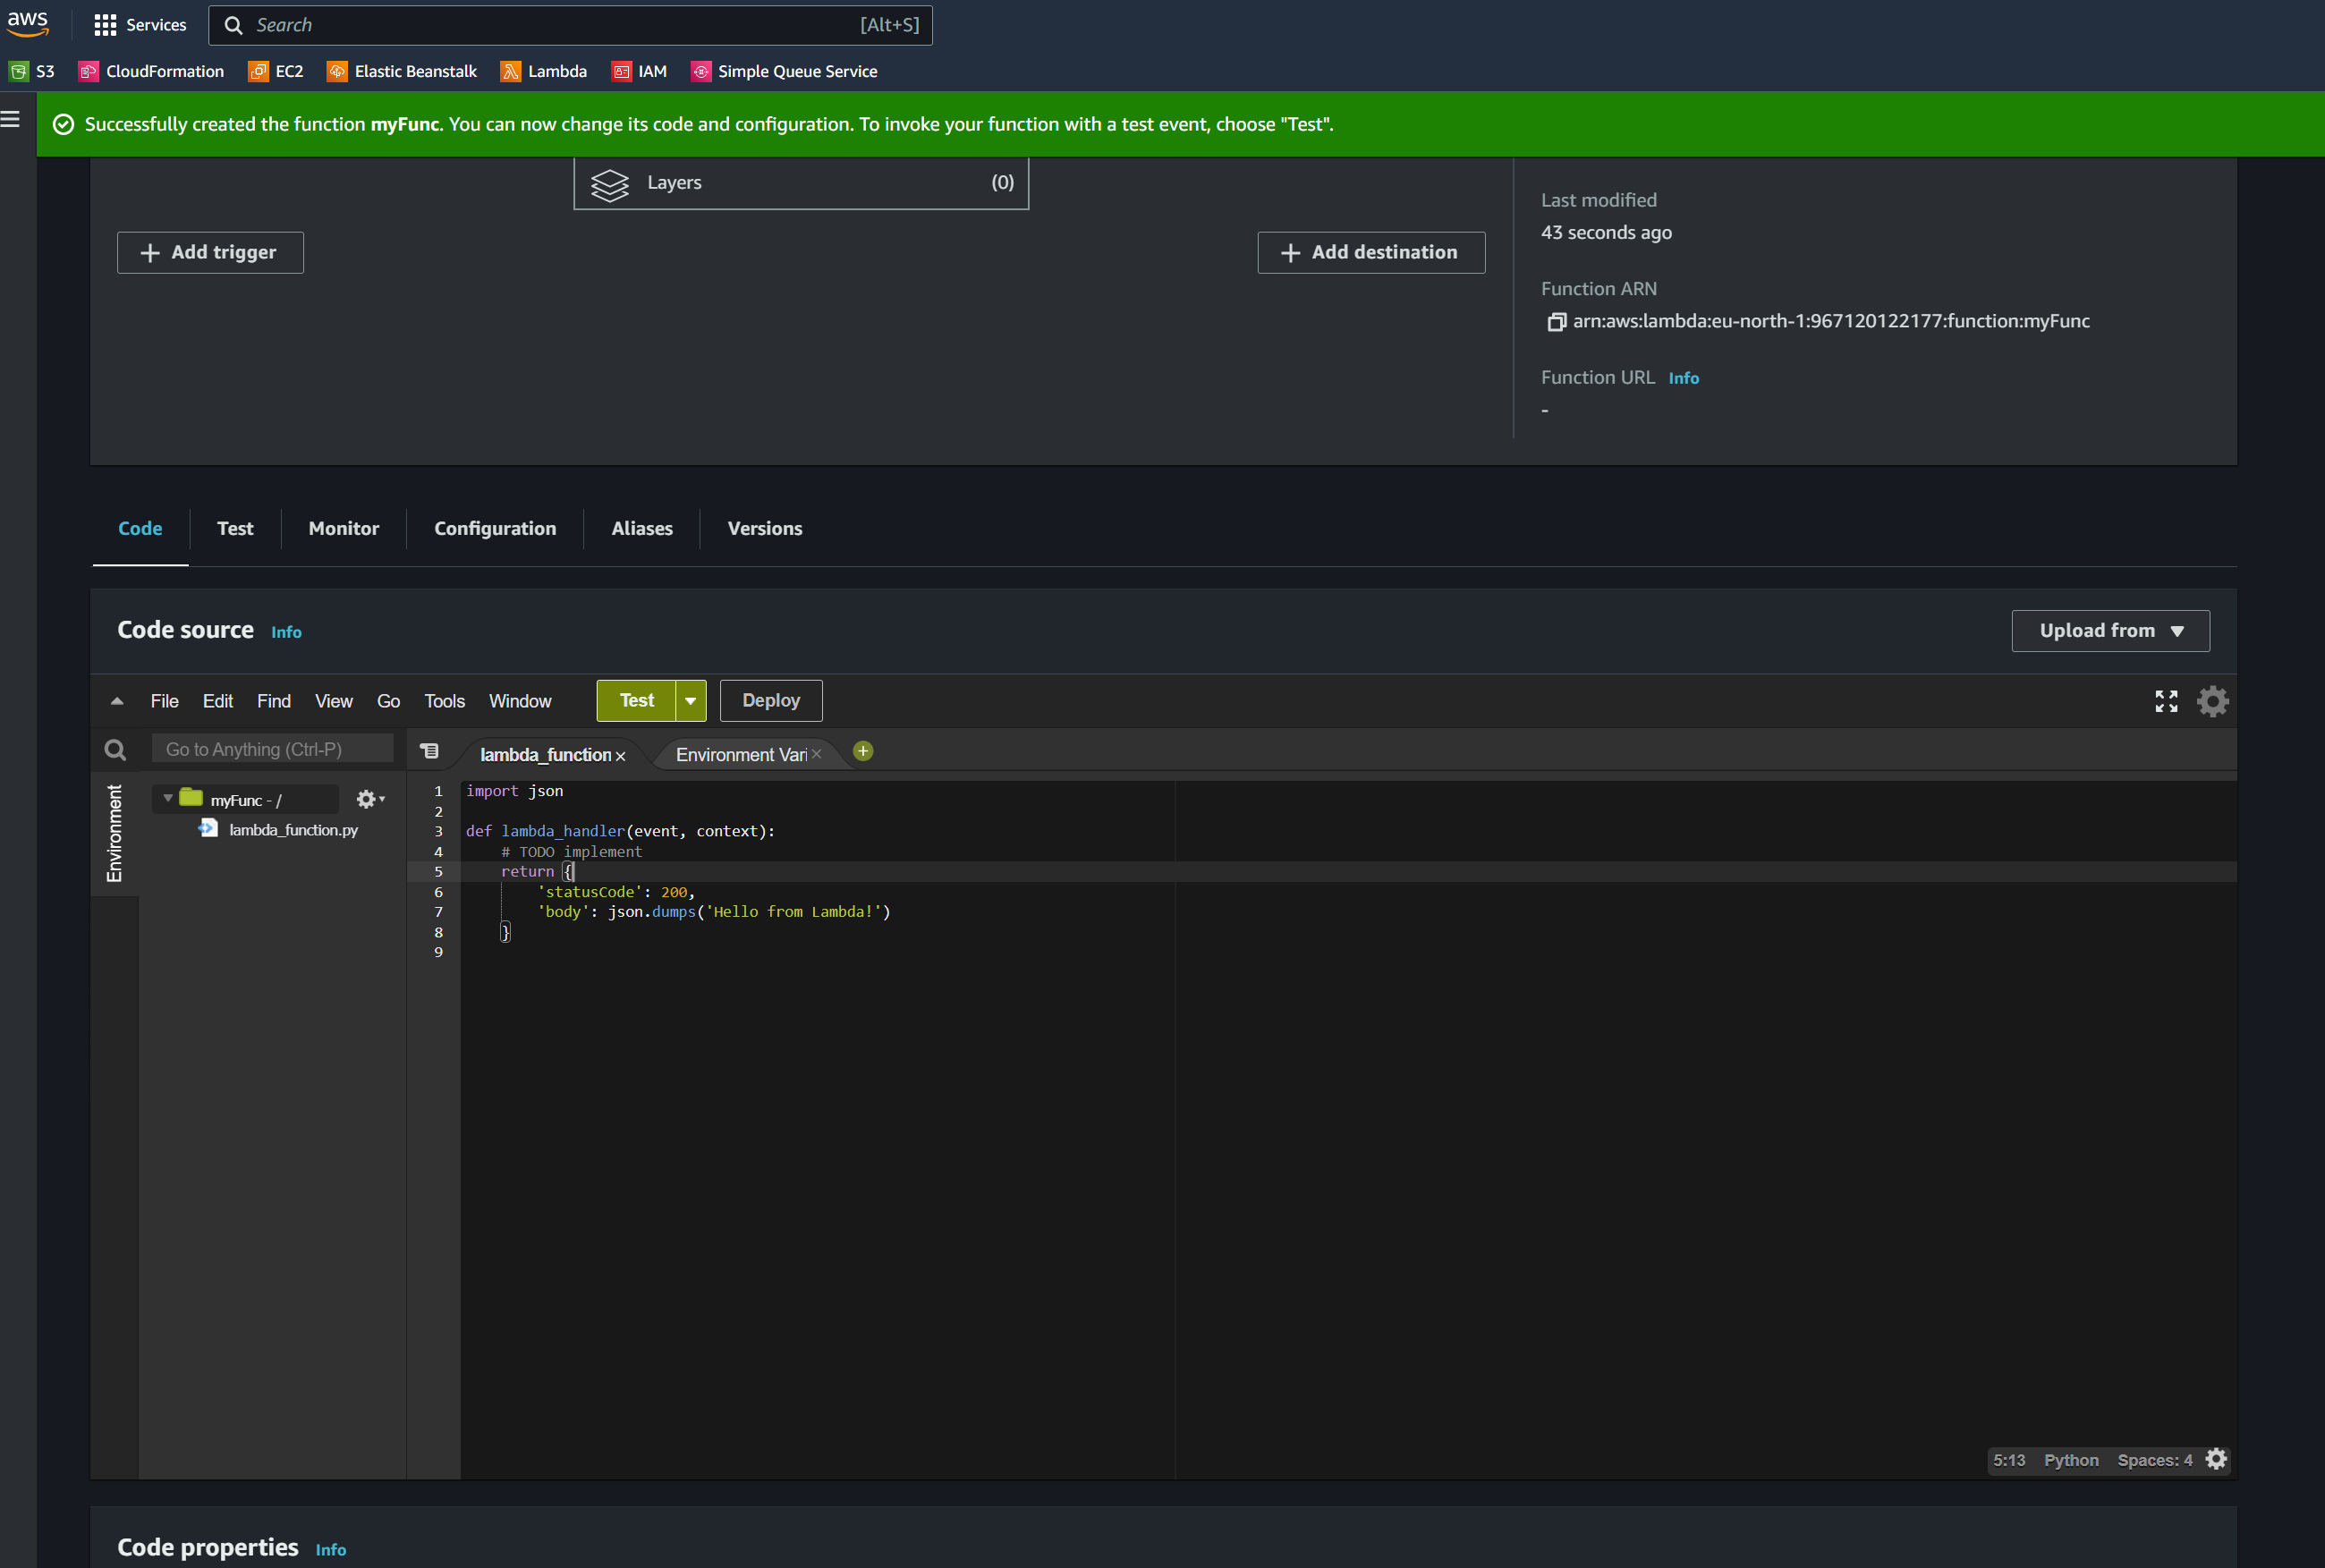 aws
Services
Search
[Alt+S]
S3
CloudFormation
EC2
Elastic Beanstalk
Lambda
IAM
Simple Queue Service
Successfully created the function myFunc. You can now change its code and configuration. To invoke your function with a test event, choose "Test".
Layers
(0)
Add trigger
Add destination
Last modified
43 seconds ago
Function ARN
arn:aws:lambda:eu-north-1:967120122177:function:myFunc
Function URL Info
-
Code
Test
Monitor
Configuration
Aliases
Versions
Code source Info
Upload from
File
Edit
Find
View
Go
Tools
Window
Test
Deploy
Go to Anything (Ctrl-P)
lambda_function
Environment Vari
Environment
myFunc - /
lambda_function.py
1 import json
2
3 def lambda_handler(event, context):
4     # TODO implement
5     return {
6         'statusCode': 200,
7         'body': json.dumps('Hello from Lambda!')
8     }
9
5:13 Python Spaces: 4
Code properties Info